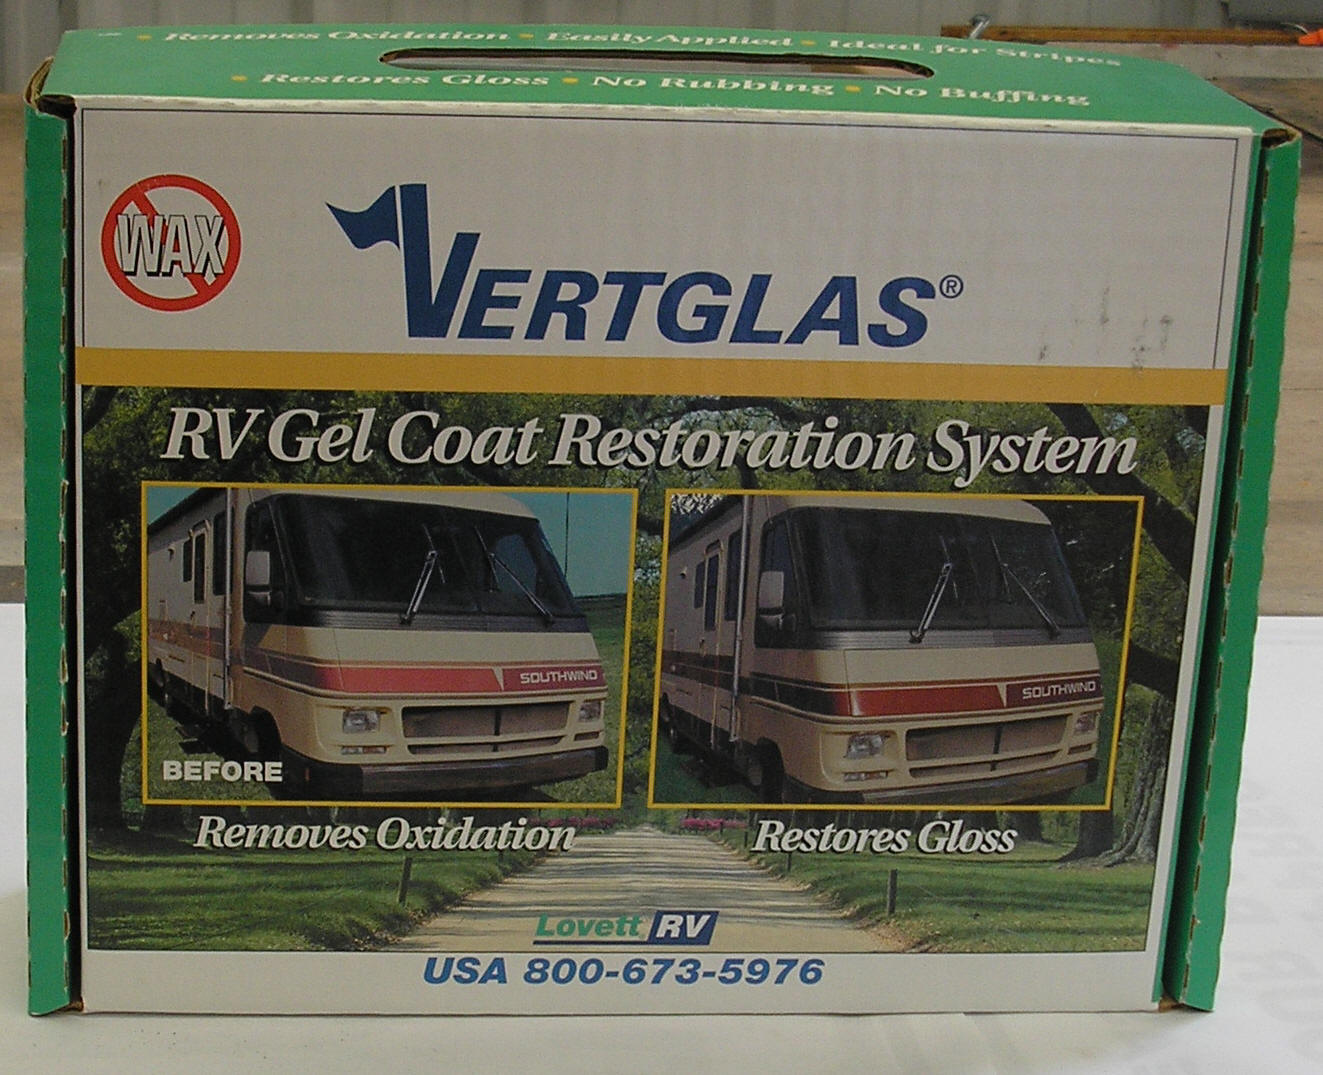 • Removes Oxidation • Easily Applied • Ideal for Stripes
• Restores Gloss • No Rubbing • No Buffing
WAX
VERTGLAS®
RV Gel Coat Restoration System
SOUTHWIND
SOUTHWIND
BEFORE
Removes Oxidation
Restores Gloss
Lovett RV
USA 800-673-5976